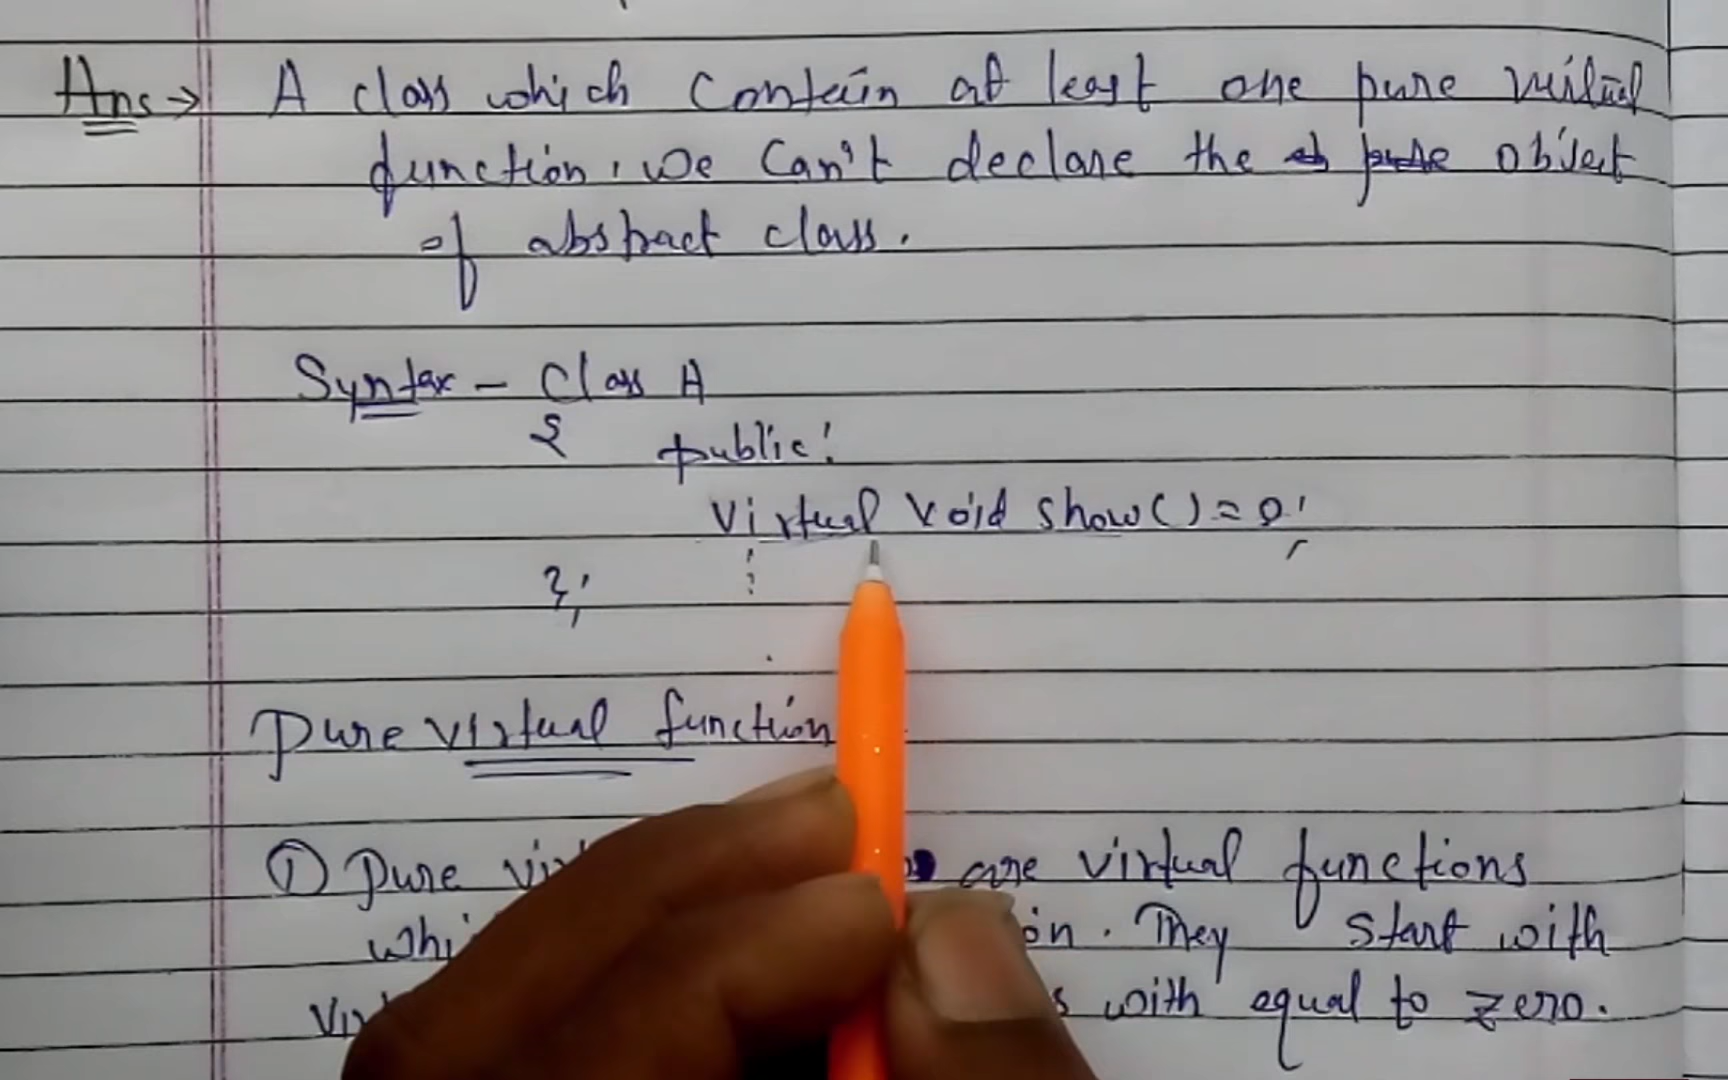 Ans → A class which contain at least one pure virtual
function, we can't declare the object
of abstract class.
Syntax - Class A
{ public:
virtual void show() = 0;
};
Pure virtual function
① Pure are virtual functions
They start with
with equal to zero.